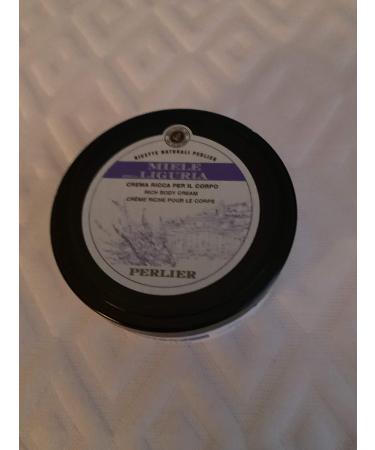 RICETTE NATURALI PERLIER
MIELE
LIGURIA
CREMA RICCA PER IL CORPO
RICH BODY CREAM
CRÈME RICHE POUR LE CORPS
PERLIER